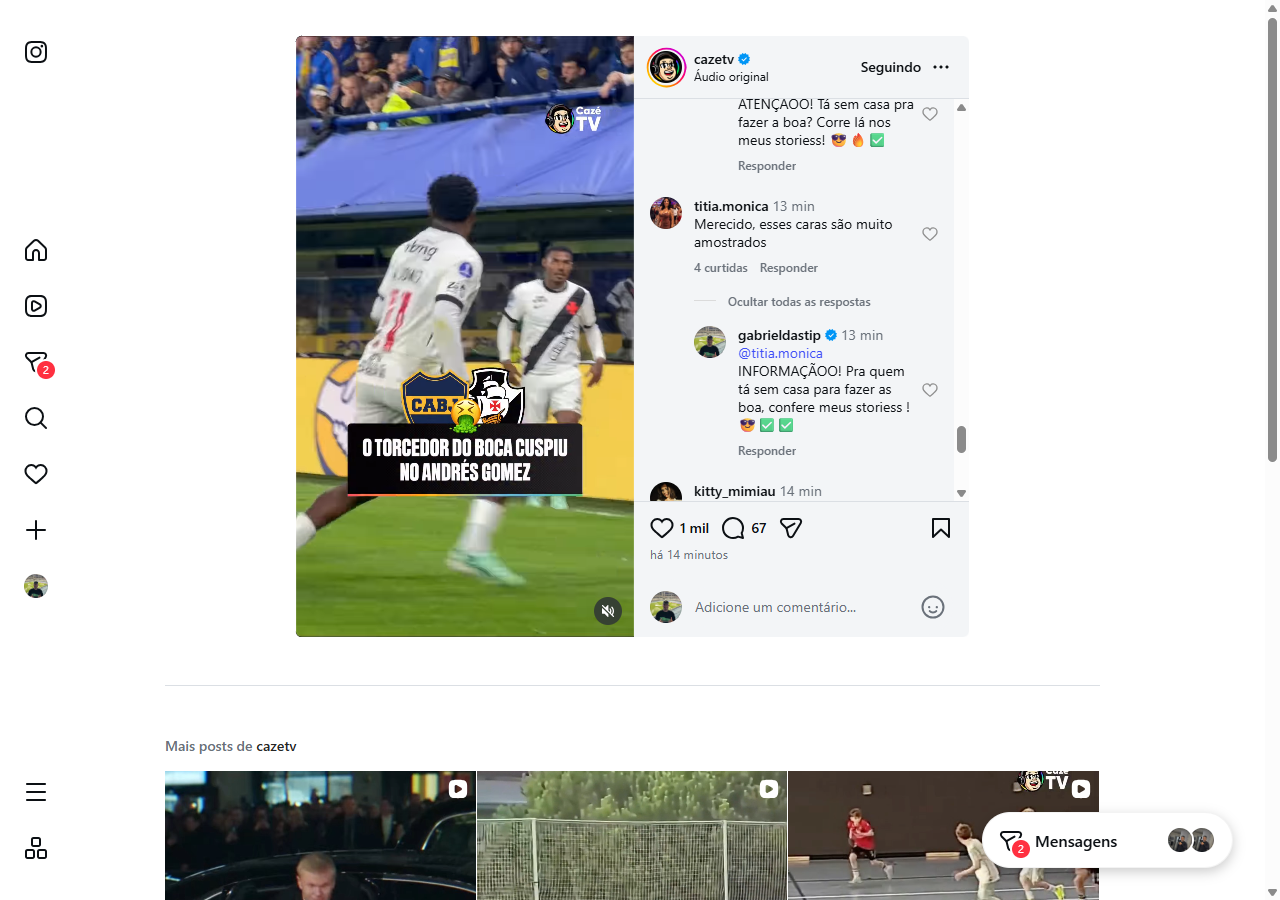 Cazé
TV
CABJ
O TORCEDOR DO BOCA CUSPIU
NO ANDRÉS GOMEZ
cazetv
Áudio original
Seguindo
ATENÇÃOO! Tá sem casa pra
fazer a boa? Corre lá nos
meus storiess! 😎 🔥 ✅
Responder
titia.monica 13 min
Merecido, esses caras são muito
amostrados
4 curtidas Responder
Ocultar todas as respostas
gabrieldastip 13 min
@titia.monica
INFORMAÇÃOO! Pra quem
tá sem casa para fazer as
boa, confere meus storiess !
😎 ✅ ✅
Responder
kitty_mimiau 14 min
1 mil
67
há 14 minutos
Adicione um comentário...
2
Mais posts de cazetv
TV
2
Mensagens